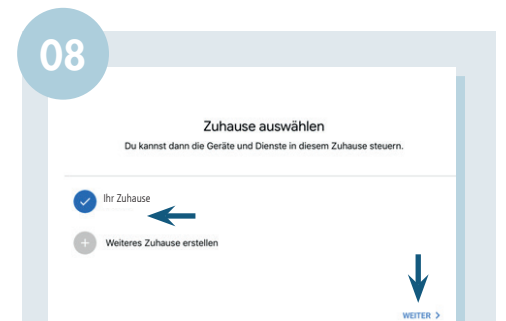 08
Zuhause auswählen
Du kannst dann die Geräte und Dienste in diesem Zuhause steuern.
Ihr Zuhause
Weiteres Zuhause erstellen
WEITER